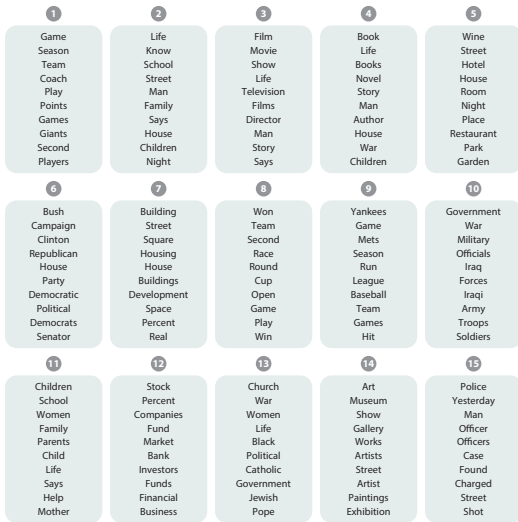 1
Game
Season
Team
Coach
Play
Points
Games
Giants
Second
Players
2
Life
Know
School
Street
Man
Family
Says
House
Children
Night
3
Film
Movie
Show
Life
Television
Films
Director
Man
Story
Says
4
Book
Life
Books
Novel
Story
Man
Author
House
War
Children
5
Wine
Street
Hotel
House
Room
Night
Place
Restaurant
Park
Garden
6
Bush
Campaign
Clinton
Republican
House
Party
Democratic
Political
Democrats
Senator
7
Building
Street
Square
Housing
House
Buildings
Development
Space
Percent
Real
8
Won
Team
Second
Race
Round
Cup
Open
Game
Play
Win
9
Yankees
Game
Mets
Season
Run
League
Baseball
Team
Games
Hit
10
Government
War
Military
Officials
Iraq
Forces
Iraqi
Army
Troops
Soldiers
11
Children
School
Women
Family
Parents
Child
Life
Says
Help
Mother
12
Stock
Percent
Companies
Fund
Market
Bank
Investors
Funds
Financial
Business
13
Church
War
Women
Life
Black
Political
Catholic
Government
Jewish
Pope
14
Art
Museum
Show
Gallery
Works
Artists
Street
Artist
Paintings
Exhibition
15
Police
Yesterday
Man
Officer
Officers
Case
Found
Charged
Street
Shot